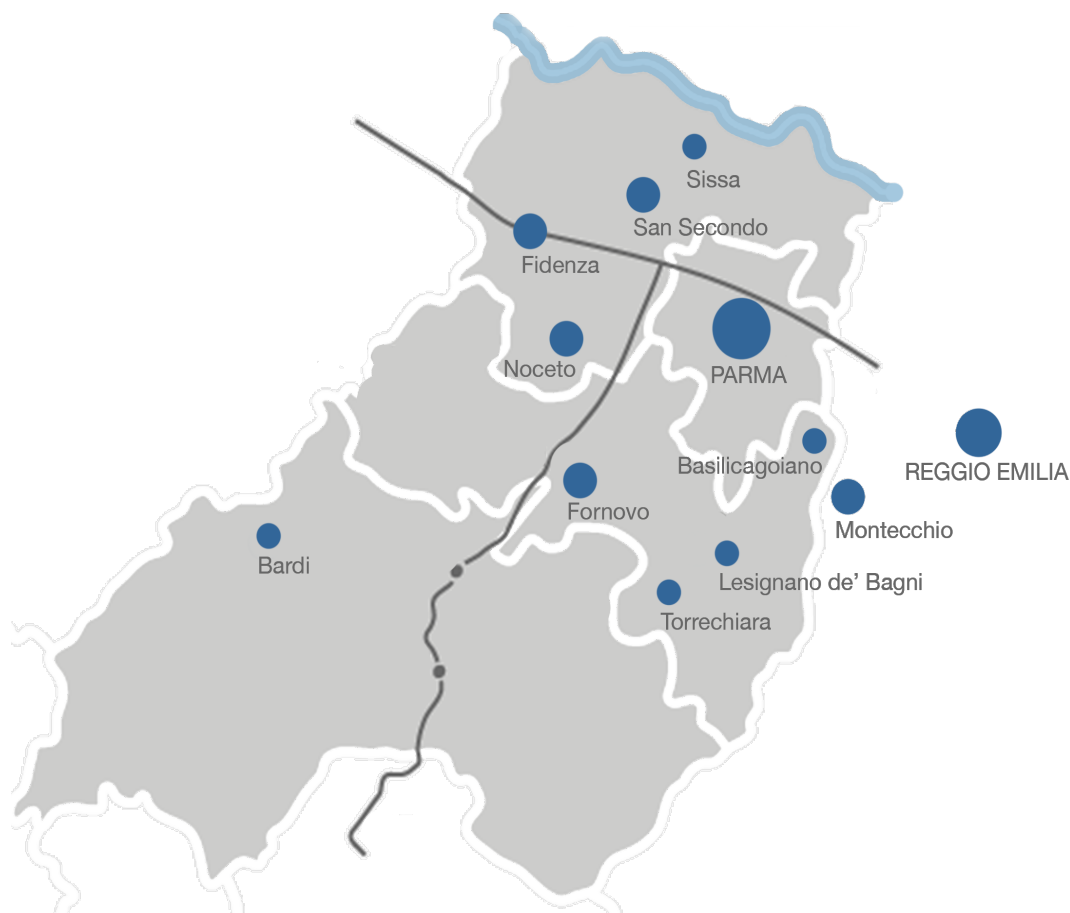 Sissa
San Secondo
Fidenza
Noceto
PARMA
Basilicagoiano
REGGIO EMILIA
Fornovo
Montecchio
Bardi
Lesignano de’ Bagni
Torrechiara